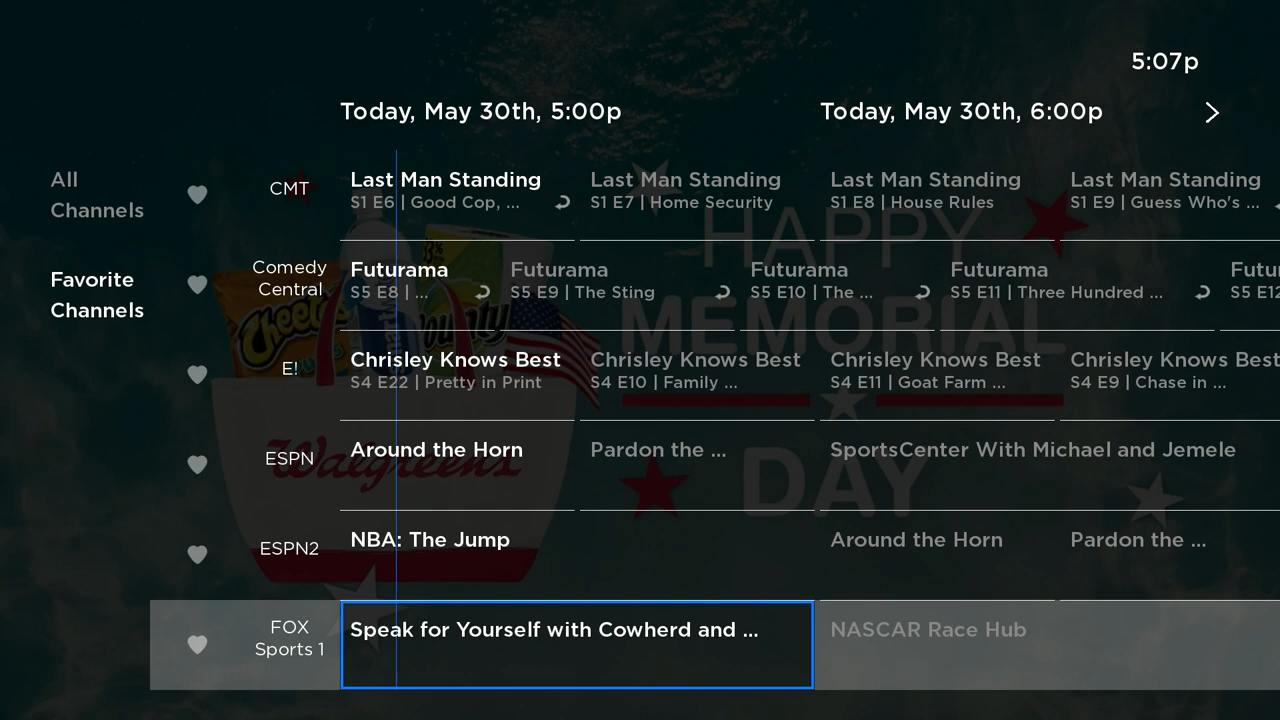 5:07p
Today, May 30th, 5:00p
Today, May 30th, 6:00p
All
Channels
Favorite
Channels
CMT
Last Man Standing
S1 E6 | Good Cop, ...
Last Man Standing
S1 E7 | Home Security
Last Man Standing
S1 E8 | House Rules
Last Man Standing
S1 E9 | Guess Who's ...
Comedy
Central
Futurama
S5 E8 | ...
Futurama
S5 E9 | The Sting
Futurama
S5 E10 | The ...
Futurama
S5 E11 | Three Hundred ...
Futur
S5 E12
E!
Chrisley Knows Best
S4 E22 | Pretty in Print
Chrisley Knows Best
S4 E10 | Family ...
Chrisley Knows Best
S4 E11 | Goat Farm ...
Chrisley Knows Best
S4 E9 | Chase in ...
ESPN
Around the Horn
Pardon the ...
SportsCenter With Michael and Jemele
ESPN2
NBA: The Jump
Around the Horn
Pardon the ...
FOX
Sports 1
Speak for Yourself with Cowherd and ...
NASCAR Race Hub
HAPPY
MEMORIAL
DAY
Cheetos
Bounty
Walgreens